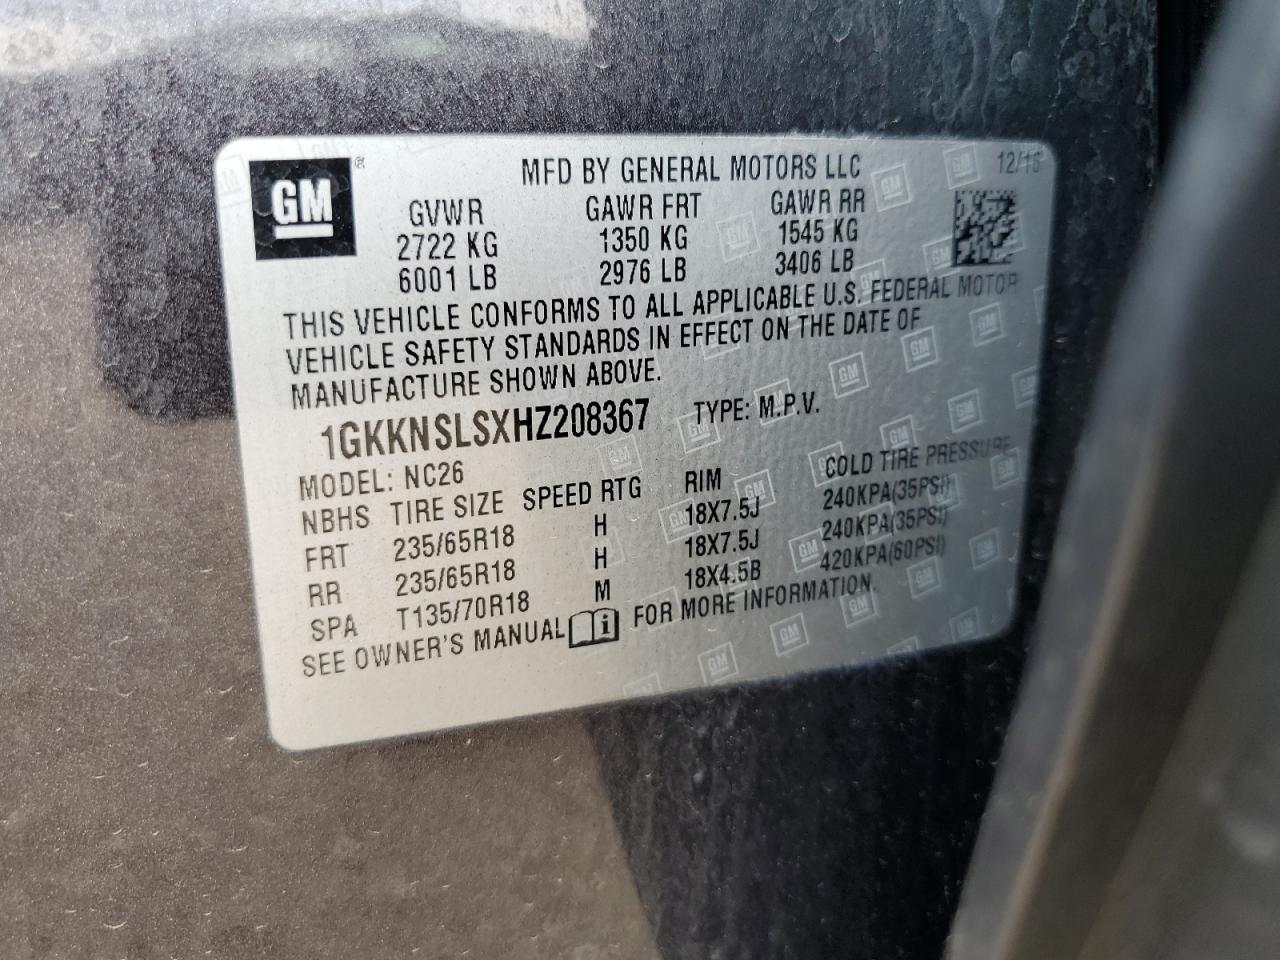 GM ®
MFD BY GENERAL MOTORS LLC 12/16
GVWR GAWR FRT GAWR RR
2722 KG 1350 KG 1545 KG
6001 LB 2976 LB 3406 LB
THIS VEHICLE CONFORMS TO ALL APPLICABLE U.S. FEDERAL MOTOR
VEHICLE SAFETY STANDARDS IN EFFECT ON THE DATE OF
MANUFACTURE SHOWN ABOVE.
1GKKNSLSXHZ208367 TYPE: M.P.V.
MODEL: NC26
NBHS TIRE SIZE SPEED RTG RIM COLD TIRE PRESSURE
FRT 235/65R18 H 18X7.5J 240KPA(35PSI)
RR 235/65R18 H 18X7.5J 240KPA(35PSI)
SPA T135/70R18 M 18X4.5B 420KPA(60PSI)
SEE OWNER'S MANUAL i FOR MORE INFORMATION.